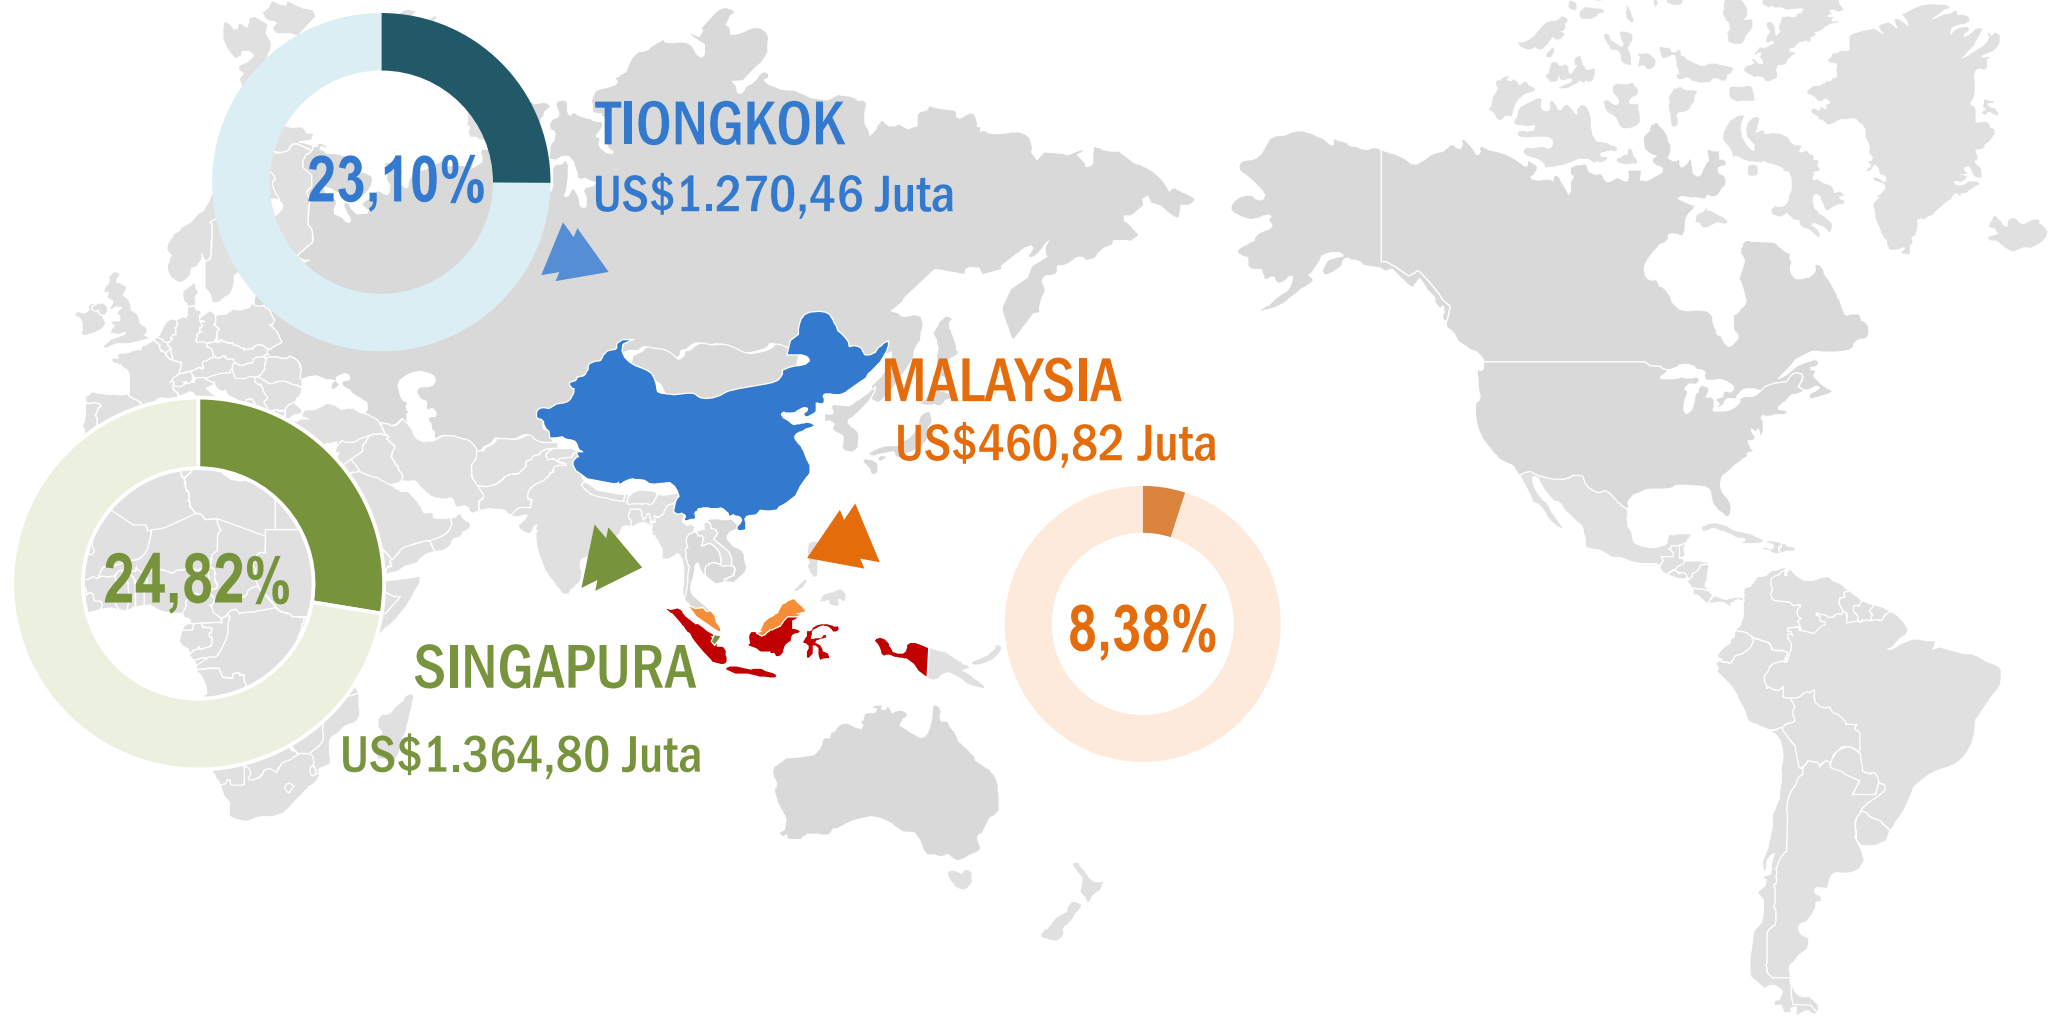 TIONGKOK
US$1.270,46 Juta
23,10%
MALAYSIA
US$460,82 Juta
8,38%
24,82%
SINGAPURA
US$1.364,80 Juta